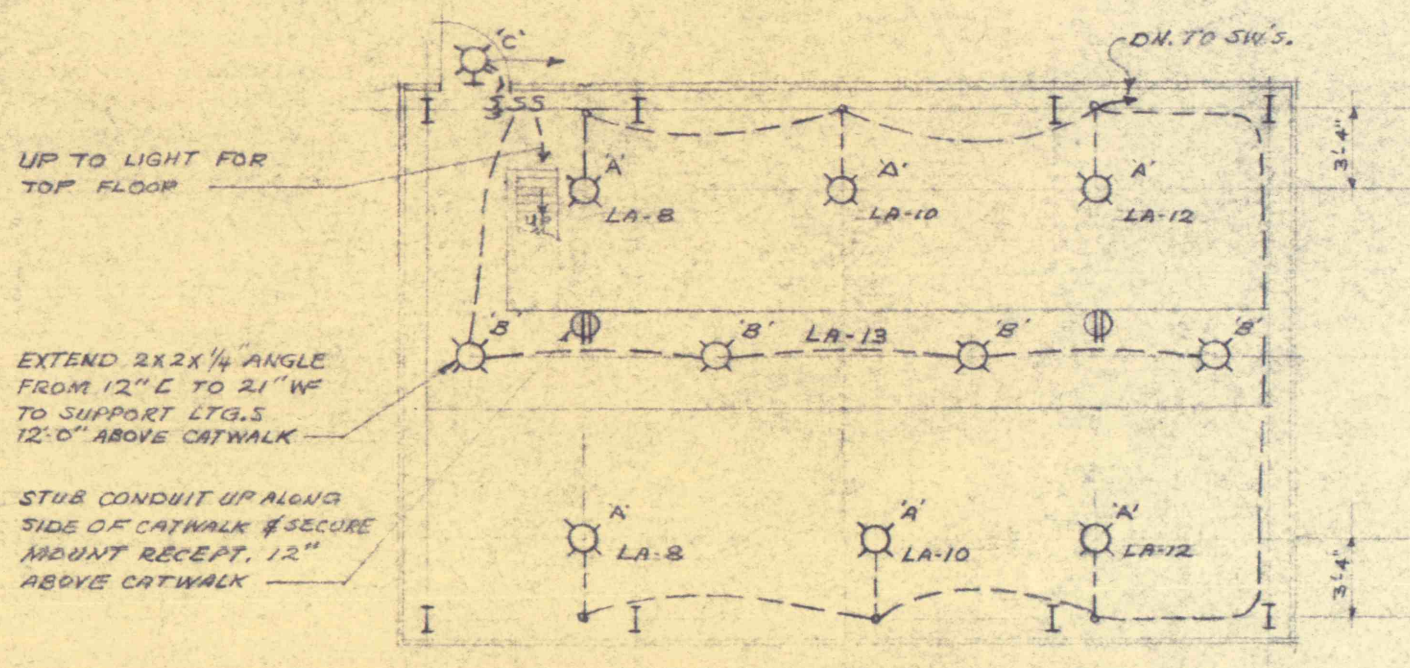 'C'
DN. TO SW'S.
S S S
UP TO LIGHT FOR
TOP FLOOR
3'-4"
'A'
LA-8
'A'
LA-10
'A'
LA-12
UP
'B'
'B'
LA-13
'B'
'B'
EXTEND 2X2X1/4" ANGLE
FROM 12" [ TO 21" WF
TO SUPPORT LTG.S
12'-0" ABOVE CATWALK
STUB CONDUIT UP ALONG
SIDE OF CATWALK & SECURE
MOUNT RECEPT. 12"
ABOVE CATWALK
'A'
LA-8
'A'
LA-10
'A'
LA-12
3'-4"